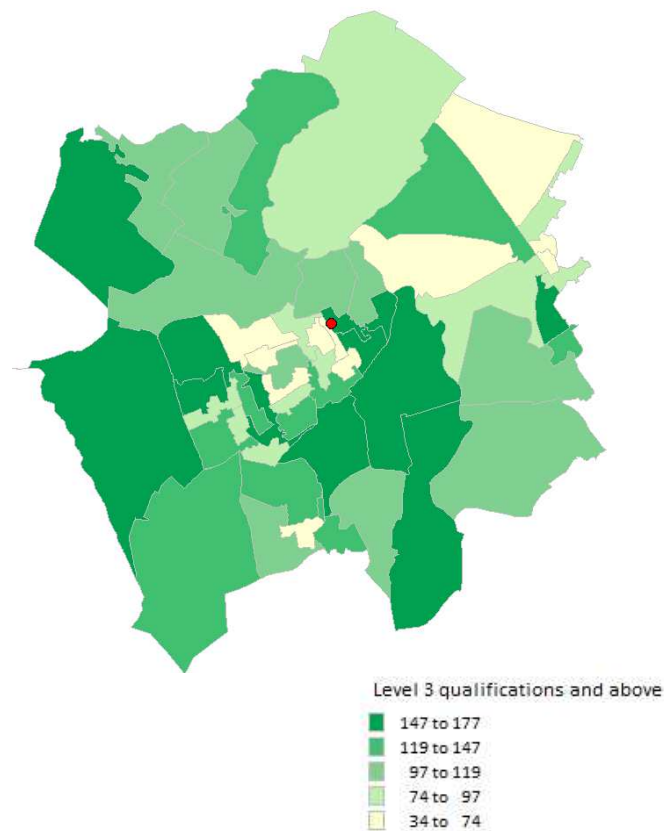 Level 3 qualifications and above
147 to 177
119 to 147
97 to 119
74 to 97
34 to 74